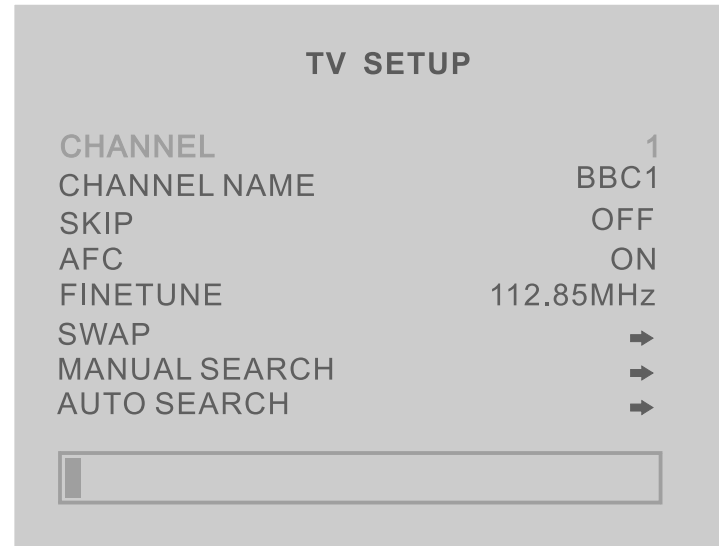 TV SETUP
CHANNEL 1
CHANNEL NAME BBC1
SKIP OFF
AFC ON
FINETUNE 112.85MHz
SWAP
MANUAL SEARCH
AUTO SEARCH